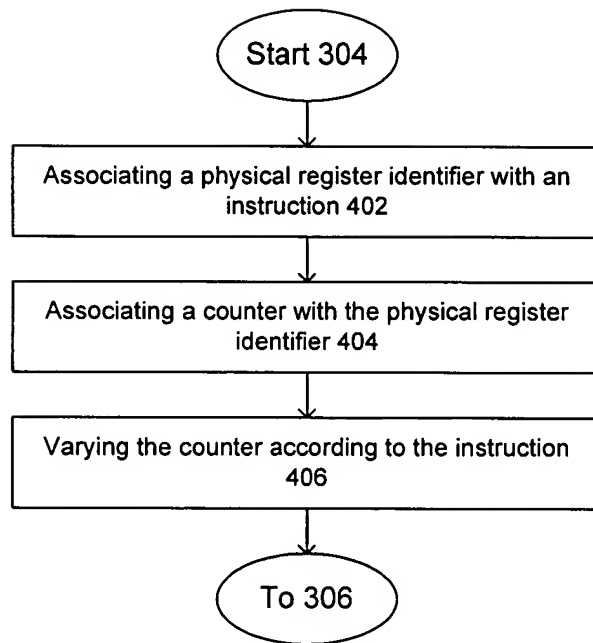 Start 304
Associating a physical register identifier with an
instruction 402
Associating a counter with the physical register
identifier 404
Varying the counter according to the instruction
406
To 306